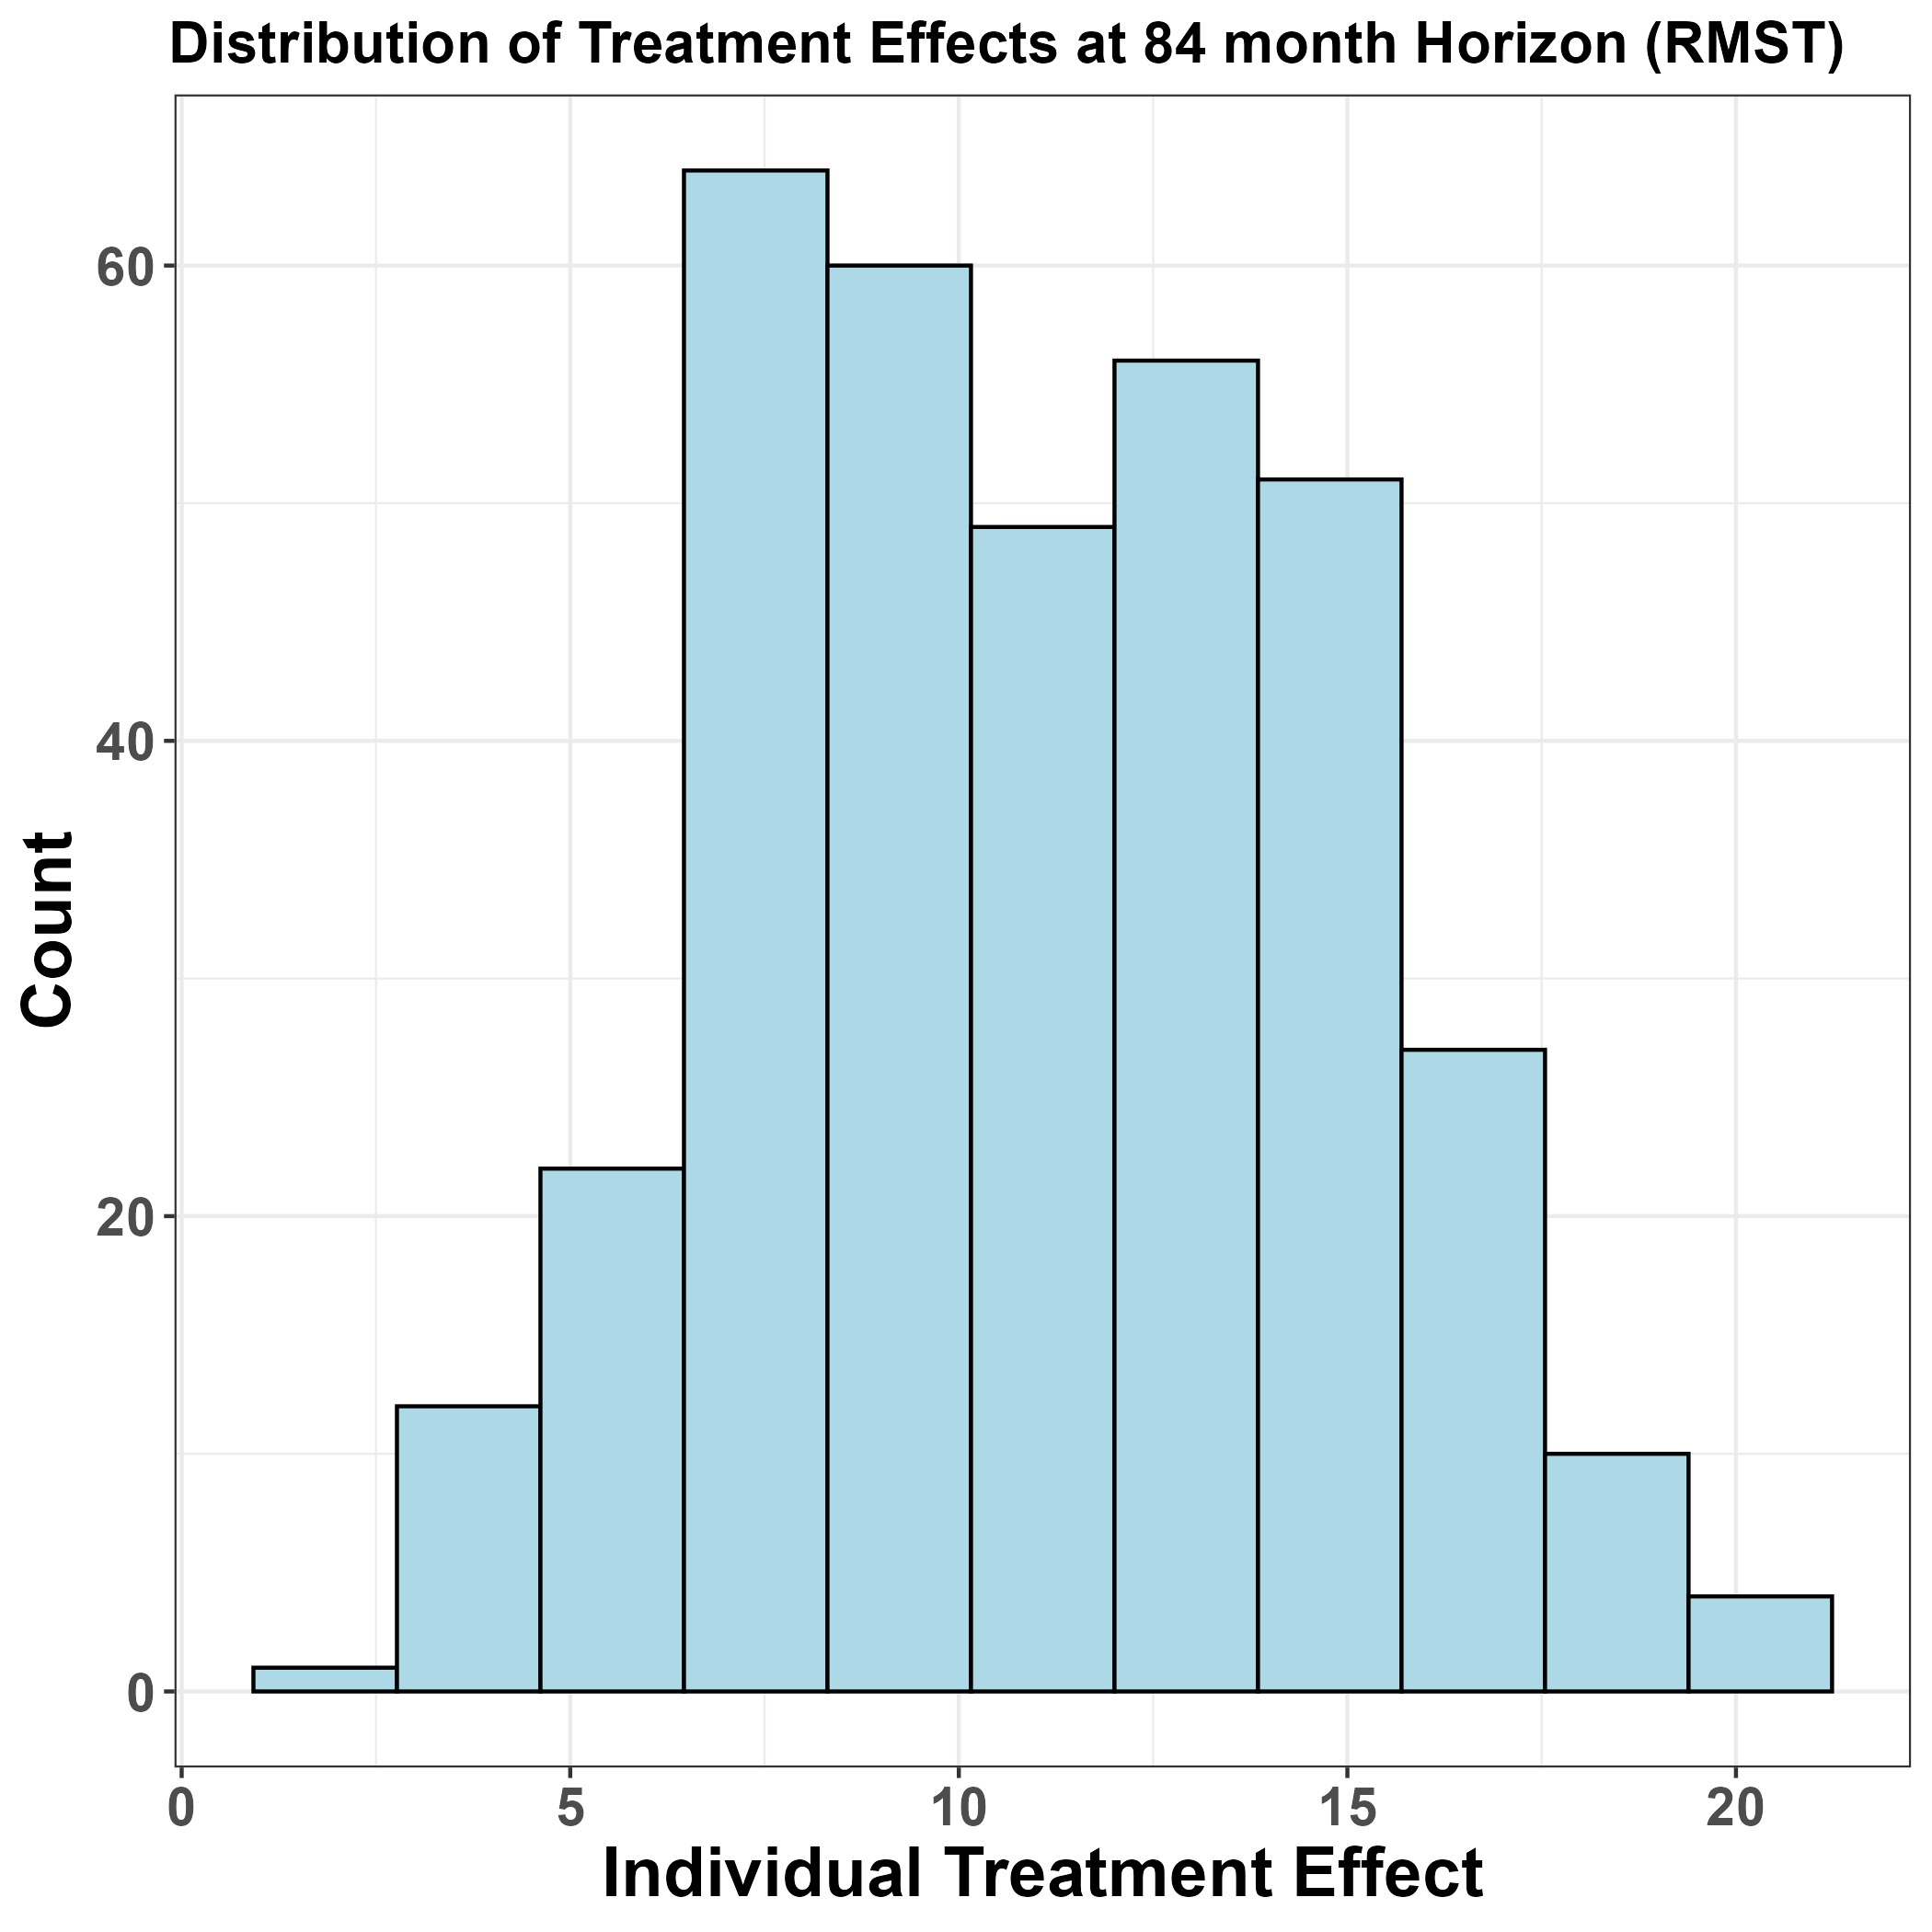 Distribution of Treatment Effects at 84 month Horizon (RMST)
60
40
20
0
Count
0 5 10 15 20
Individual Treatment Effect